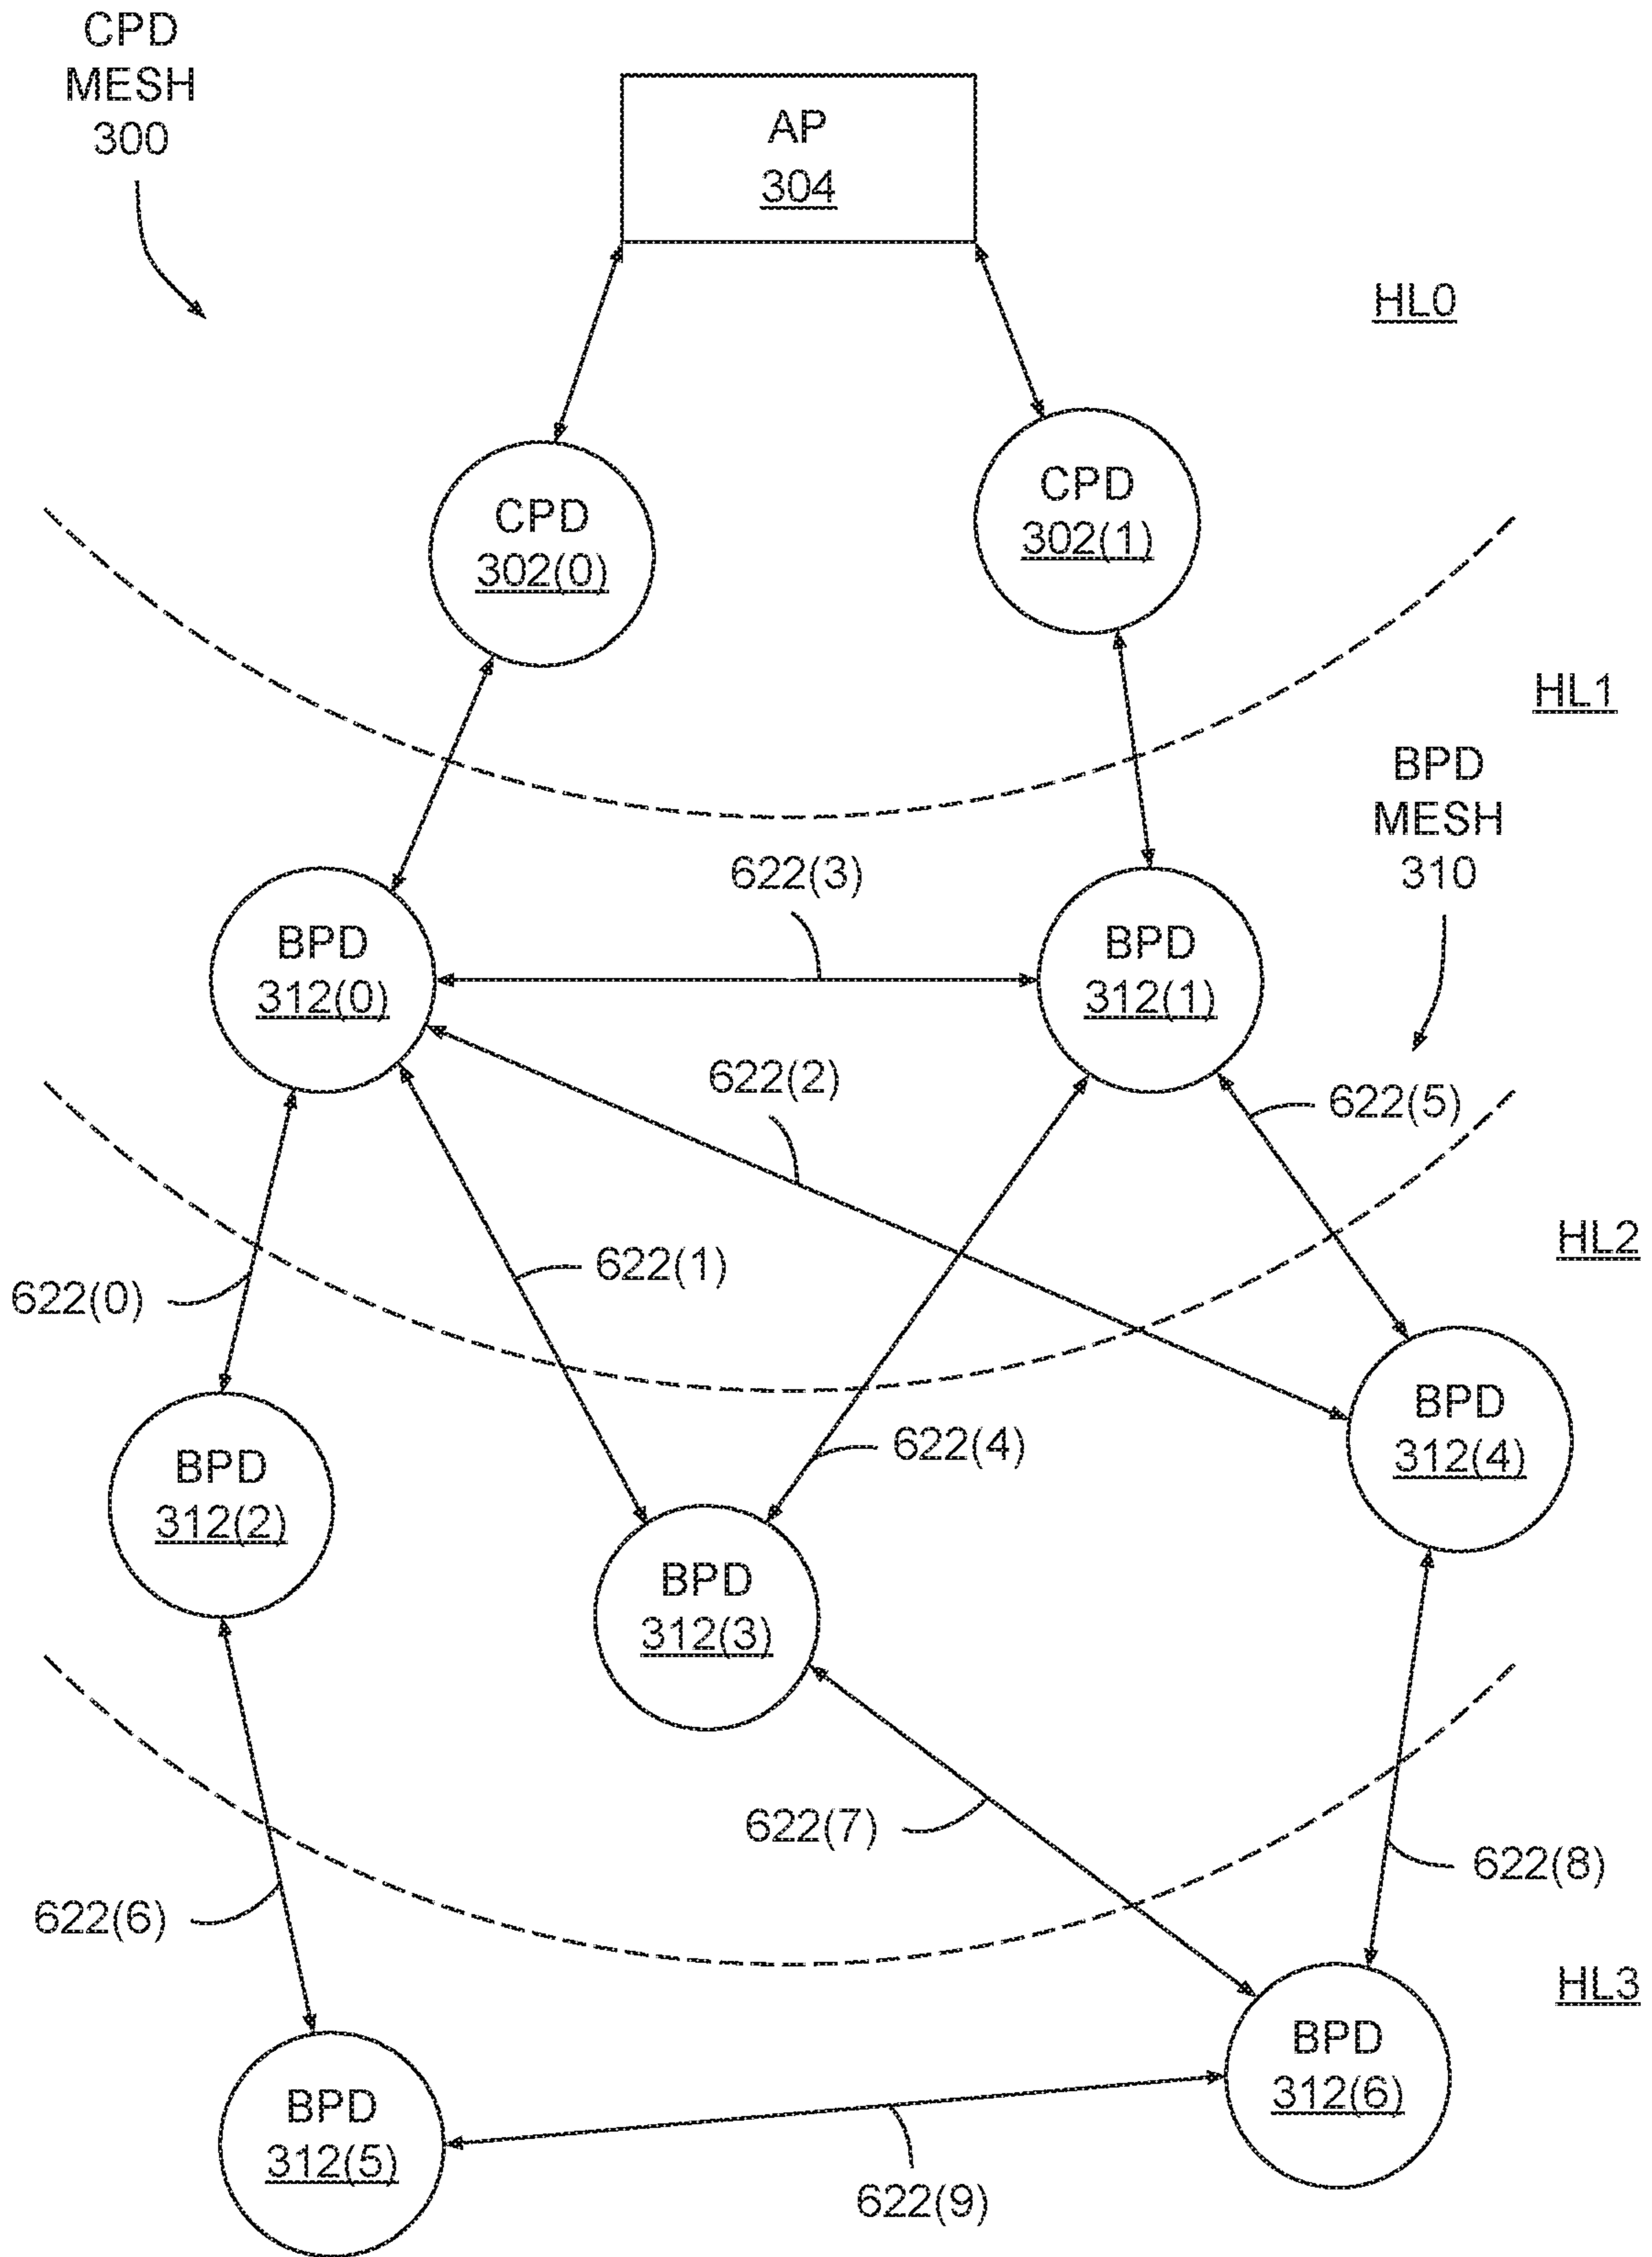 CPD
MESH
300
AP
304
HL0
CPD
302(0)
CPD
302(1)
HL1
BPD
MESH
310
622(3)
BPD
312(0)
BPD
312(1)
622(2)
622(5)
HL2
622(1)
622(0)
BPD
312(4)
622(4)
BPD
312(2)
BPD
312(3)
622(7)
622(8)
622(6)
HL3
BPD
312(6)
BPD
312(5)
622(9)